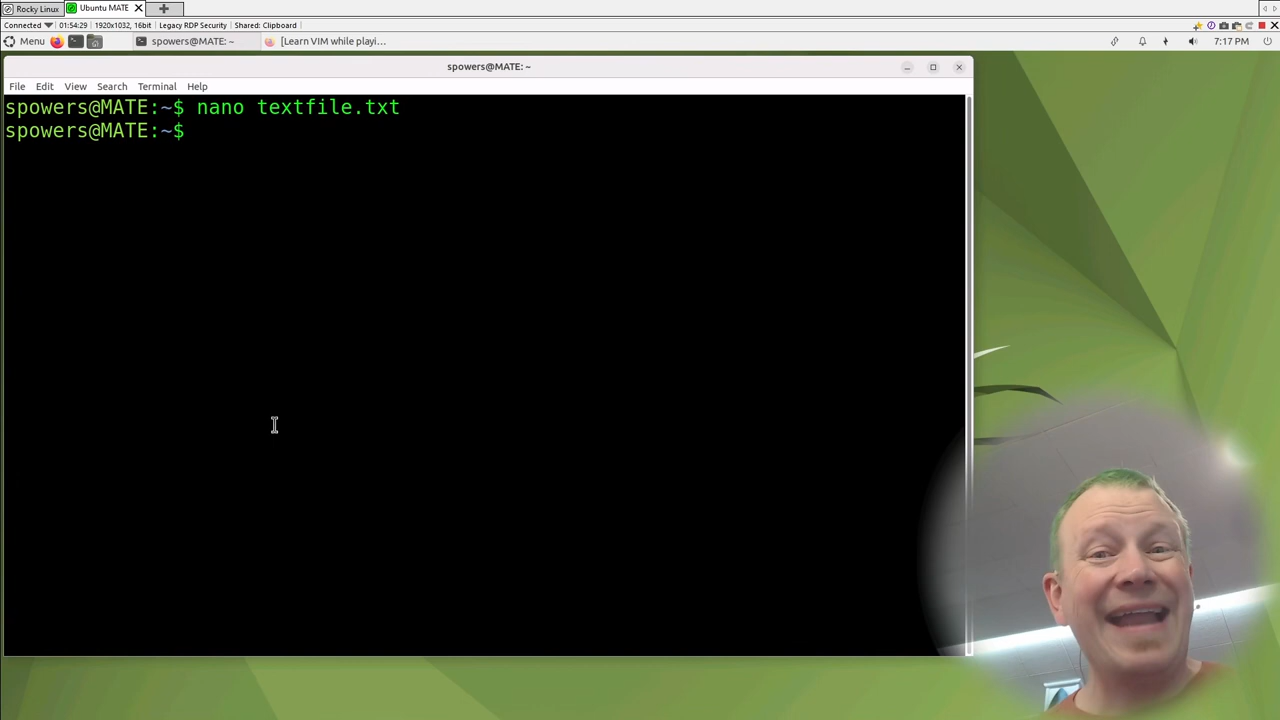 Rocky Linux
Ubuntu MATE
Connected
01:54:29
1920x1032, 16bit
Legacy RDP Security
Shared: Clipboard
Menu
spowers@MATE: ~
[Learn VIM while playi...
7:17 PM
spowers@MATE: ~
File Edit View Search Terminal Help
spowers@MATE:~$ nano textfile.txt
spowers@MATE:~$